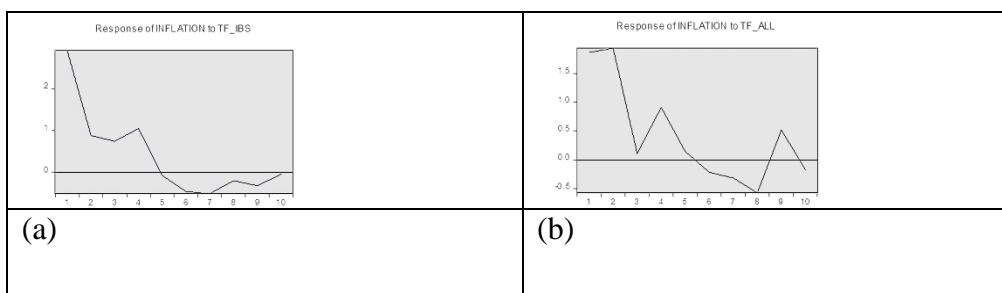 Response of INFLATION to TF_IBS
2
1
0
1 2 3 4 5 6 7 8 9 10
Response of INFLATION to TF_ALL
1.5
1.0
0.5
0.0
-0.5
1 2 3 4 5 6 7 8 9 10
(a)
(b)